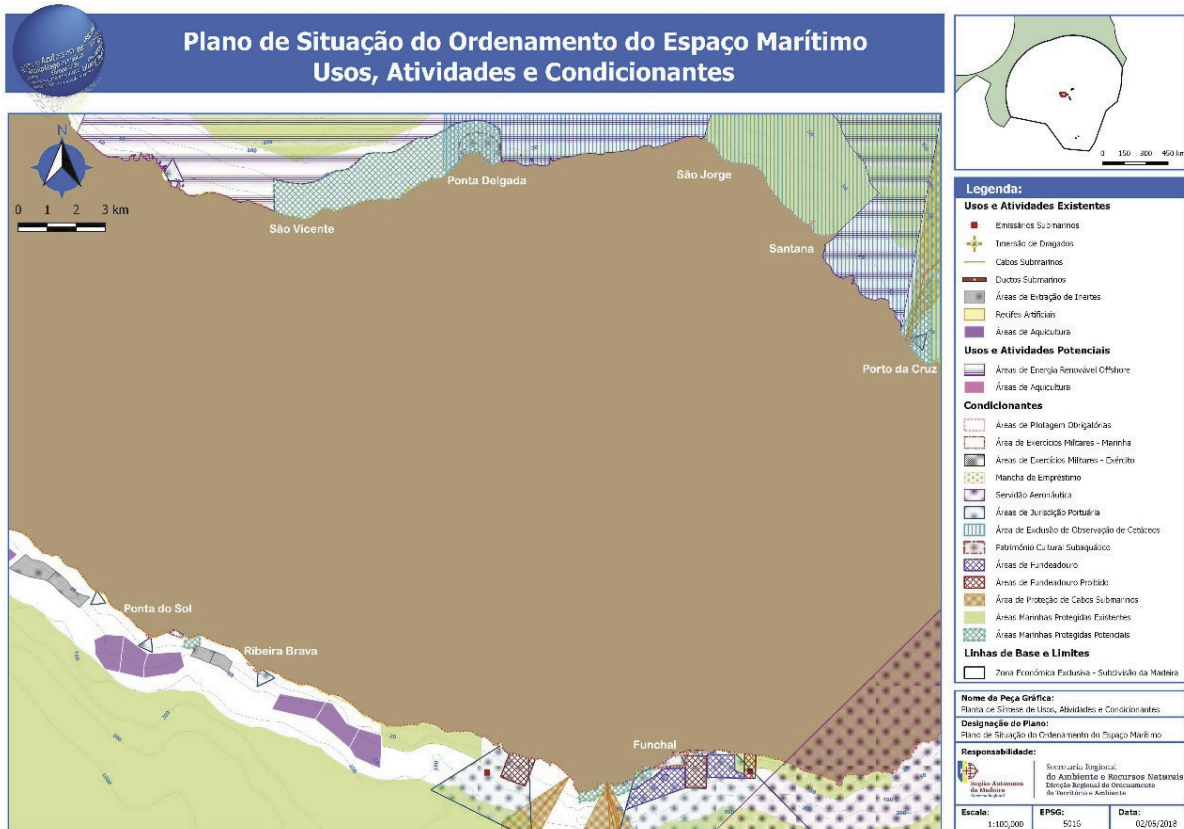 Plano de Situação do Ordenamento do Espaço Marítimo
Usos, Atividades e Condicionantes
N
0 1 2 3 km
São Vicente
Ponta Delgada
São Jorge
Santana
Porto da Cruz
Ponta do Sol
Ribeira Brava
Funchal
0 150 300 450 km
Legenda:
Usos e Atividades Existentes
Emissários Submarinos
Imersão de Dragados
Cabos Submarinos
Ductos Submarinos
Áreas de Extração de Inertes
Recifes Artificiais
Áreas de Aquicultura
Usos e Atividades Potenciais
Áreas de Energia Renovável Offshore
Áreas de Aquicultura
Condicionantes
Áreas de Pilotagem Obrigatórias
Área de Exercícios Militares - Marinha
Áreas de Exercícios Militares - Exército
Mancha de Empréstimo
Servidão Aeronáutica
Áreas de Jurisdição Portuária
Área de Exclusão de Observação de Cetáceos
Património Cultural Subaquático
Áreas de Fundeadouro
Áreas de Fundeadouro Proibido
Área de Proteção de Cabos Submarinos
Áreas Marinhas Protegidas Existentes
Áreas Marinhas Protegidas Potenciais
Linhas de Base e Limites
Zona Económica Exclusiva - Subdivisão da Madeira
Nome da Peça Gráfica:
Planta de Síntese de Usos, Atividades e Condicionantes
Designação do Plano:
Plano de Situação do Ordenamento do Espaço Marítimo
Responsabilidade:
Região Autónoma
da Madeira
Governo Regional
Secretaria Regional
do Ambiente e Recursos Naturais
Direção Regional do Ordenamento
do Território e Ambiente
Escala:
1:100,000
EPSG:
5016
Data:
02/05/2018